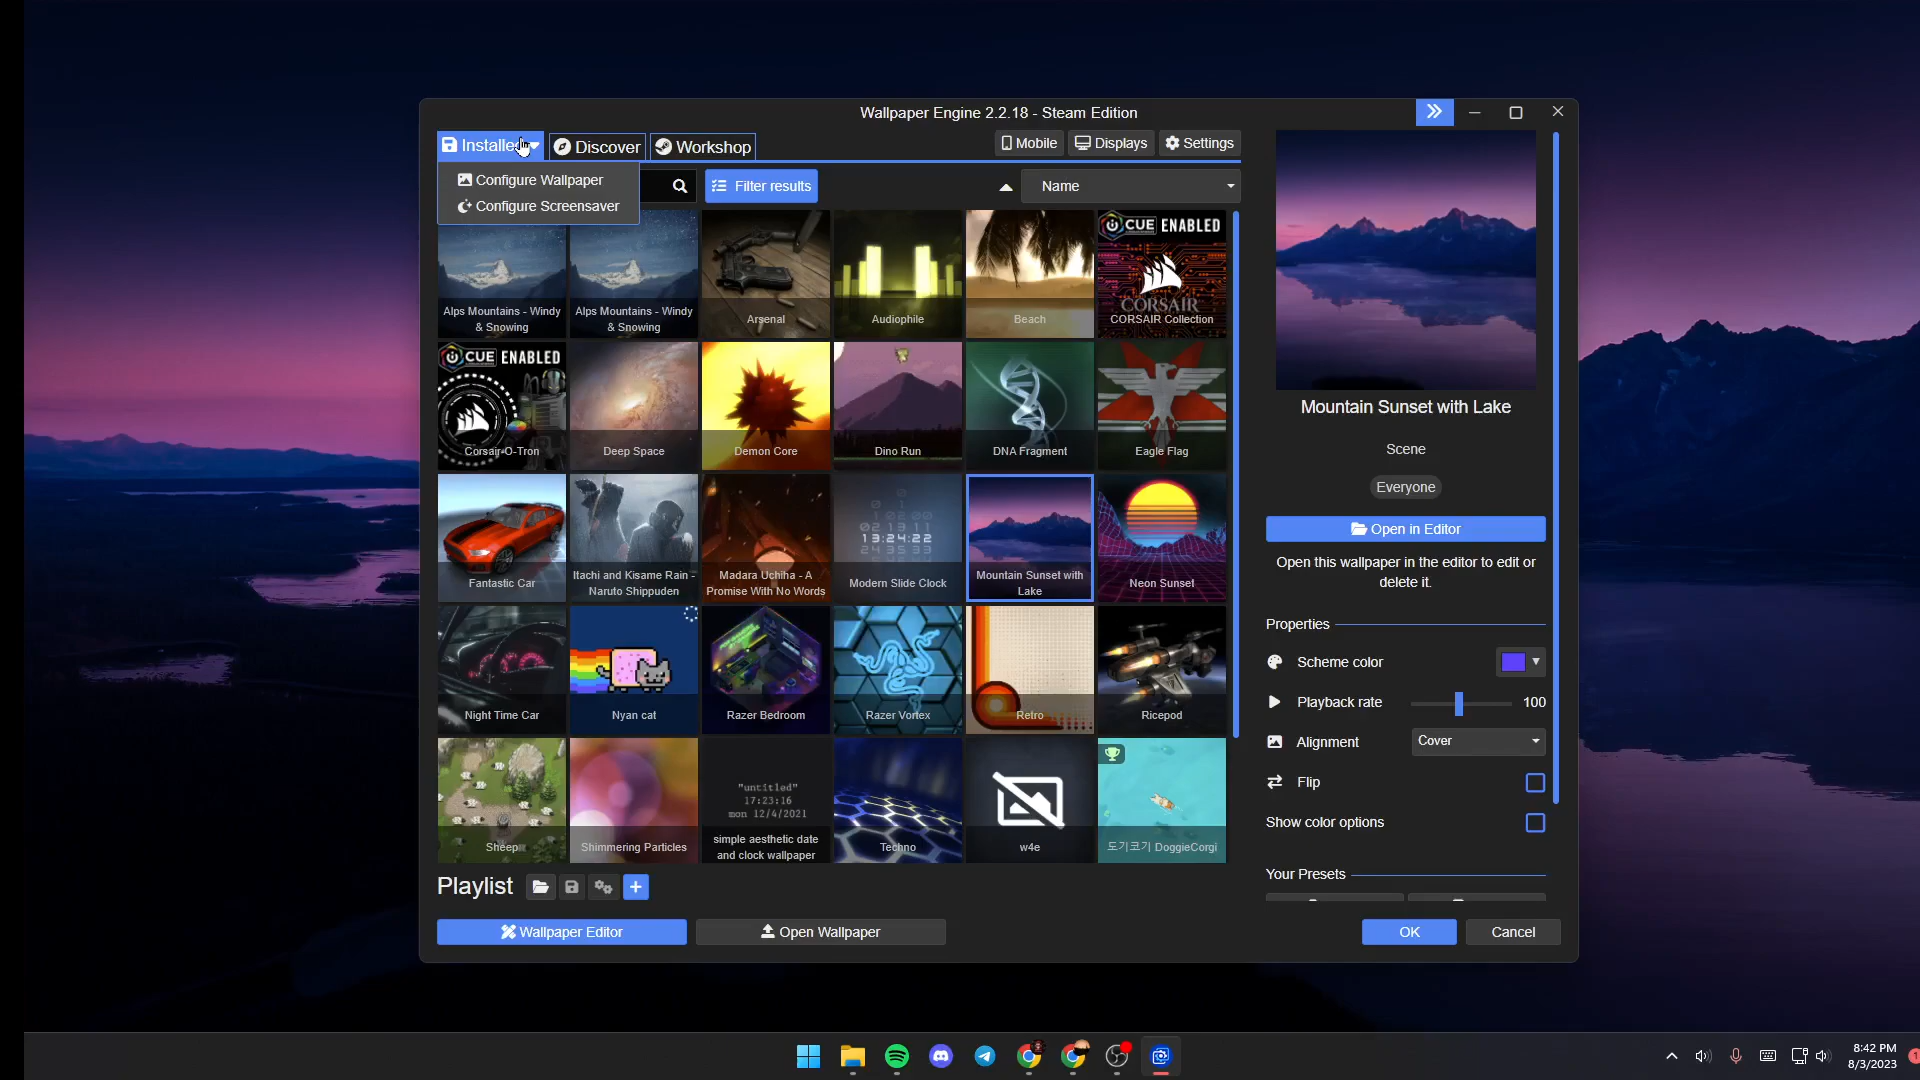 Wallpaper Engine 2.2.18 - Steam Edition
Installed
Discover
Workshop
Mobile
Displays
Settings
Configure Wallpaper
Configure Screensaver
Filter results
Name
Alps Mountains - Windy
& Snowing
Alps Mountains - Windy
& Snowing
Arsenal
Audiophile
Beach
CUE ENABLED
CORSAIR
CORSAIR Collection
CUE ENABLED
Corsair-O-Tron
Deep Space
Demon Core
Dino Run
DNA Fragment
Eagle Flag
Fantastic Car
Itachi and Kisame Rain -
Naruto Shippuden
Madara Uchiha - A
Promise With No Words
13:24:22
Modern Slide Clock
Mountain Sunset with
Lake
Neon Sunset
Night Time Car
Nyan cat
Razer Bedroom
Razer Vortex
Retro
Ricepod
Sheep
Shimmering Particles
"untitled"
17:23:16
mon 12/4/2021
simple aesthetic date
and clock wallpaper
Techno
w4e
도기코기 DoggieCorgi
Playlist
Wallpaper Editor
Open Wallpaper
Mountain Sunset with Lake
Scene
Everyone
Open in Editor
Open this wallpaper in the editor to edit or
delete it.
Properties
Scheme color
Playback rate
100
Alignment
Cover
Flip
Show color options
Your Presets
OK
Cancel
8:42 PM
8/3/2023
1